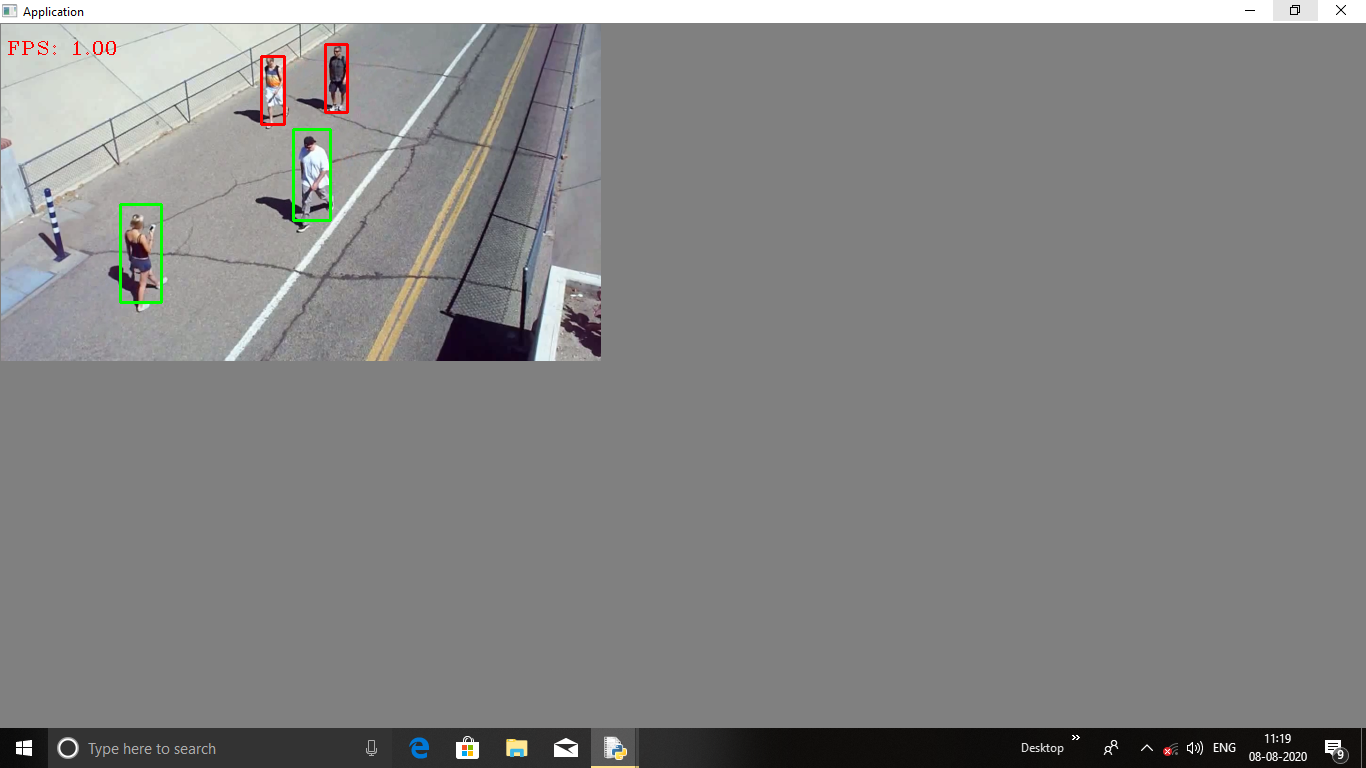 Application
FPS: 1.00
Type here to search
Desktop
ENG
11:19
08-08-2020
9